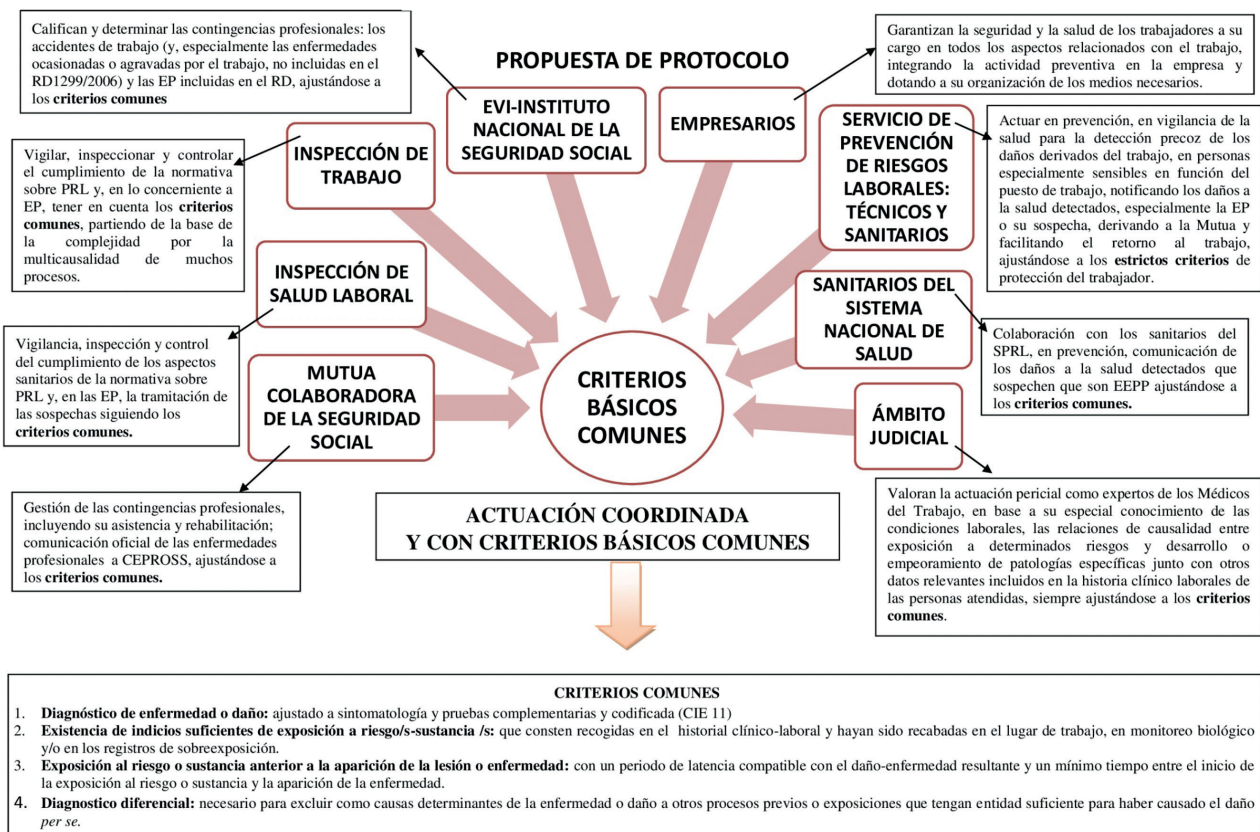 PROPUESTA DE PROTOCOLO
Califican y determinar las contingencias profesionales: los
accidentes de trabajo (y, especialmente las enfermedades
ocasionadas o agravadas por el trabajo,
no incluidas en el
RD1299/2006) y las EP incluidas en el RD, ajustándose a
los criterios comunes
EVI-INSTITUTO
NACIONAL DE LA
SEGURIDAD SOCIAL
EMPRESARIOS
Garantizan la seguridad y la salud de los trabajadores a su
cargo en todos los aspectos relacionados con el trabajo,
integrando la actividad preventiva en la empresa y
dotando a su organización de los medios necesarios.
INSPECCIÓN DE
TRABAJO
Vigilar, inspeccionar y controlar
el cumplimiento de la normativa
sobre PRL y, en lo concerniente a
EP, tener en cuenta los criterios
comunes, partiendo de la base de
la complejidad por la
multicausalidad de muchos
procesos.
SERVICIO DE
PREVENCIÓN
DE RIESGOS
LABORALES:
TÉCNICOS Y
SANITARIOS
Actuar en prevención, en vigilancia de la
salud para la detección precoz de los
daños derivados del trabajo, en personas
especialmente sensibles en función del
puesto de trabajo, notificando los daños a
la salud detectados, especialmente la EP
o su sospecha, derivando a la Mutua y
facilitando el retorno al trabajo,
ajustándose a los estrictos criterios de
protección del trabajador.
INSPECCIÓN DE
SALUD LABORAL
Vigilancia, inspección y control
del cumplimiento de los aspectos
sanitarios de la normativa sobre
PRL y, en las EP, la tramitación de
las sospechas siguiendo los
criterios comunes.
SANITARIOS DEL
SISTEMA
NACIONAL DE
SALUD
Colaboración con los sanitarios del
SPRL, en prevención, comunicación de
los daños a la salud detectados que
sospechen que son EEPP ajustándose a
los criterios comunes.
MUTUA
COLABORADORA
DE LA SEGURIDAD
SOCIAL
Gestión de las contingencias profesionales,
incluyendo su asistencia y rehabilitación;
comunicación oficial de las enfermedades
profesionales a CEPROSS, ajustándose a
los criterios comunes.
CRITERIOS
BÁSICOS
COMUNES
ÁMBITO
JUDICIAL
Valoran la actuación pericial como expertos de los Médicos
del Trabajo, en base a su especial conocimiento de las
condiciones laborales, las relaciones de causalidad entre
exposición a determinados riesgos y desarrollo o
empeoramiento de patologías específicas junto con otros
datos relevantes incluidos en la historia clínico laborales de
las personas atendidas, siempre ajustándose a los criterios
comunes.
ACTUACIÓN COORDINADA
Y CON CRITERIOS BÁSICOS COMUNES
CRITERIOS COMUNES
1. Diagnóstico de enfermedad o daño: ajustado a sintomatología y pruebas complementarias y codificada (CIE 11)
2. Existencia de indicios suficientes de exposición a riesgo/s-sustancia /s: que consten recogidas en el historial clínico-laboral y hayan sido recabadas en el lugar de trabajo, en monitoreo biológico
y/o en los registros de sobreexposición.
3. Exposición al riesgo o sustancia anterior a la aparición de la lesión o enfermedad: con un periodo de latencia compatible con el daño-enfermedad resultante y un mínimo tiempo entre el inicio de
la exposición al riesgo o sustancia y la aparición de la enfermedad.
4. Diagnostico diferencial: necesario para excluir como causas determinantes de la enfermedad o daño a otros procesos previos o exposiciones que tengan entidad suficiente para haber causado el daño
per se.